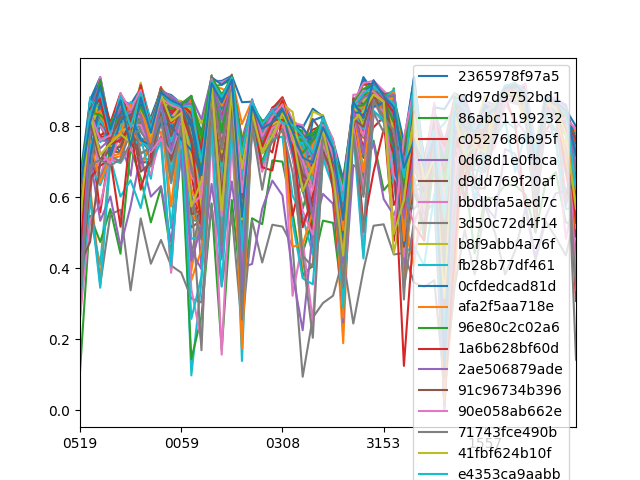 0.8
0.6
0.4
0.2
0.0
0519
0059
0308
3153
1557
2365978f97a5
cd97d9752bd1
86abc1199232
c0527686b95f
0d68d1e0fbca
d9dd769f20af
bbdbfa5aed7c
3d50c72d4f14
b8f9abb4a76f
fb28b77df461
0cfdedcad81d
afa2f5aa718e
96e80c2c02a6
1a6b628bf60d
2ae506879ade
91c96734b396
90e058ab662e
71743fce490b
41fbf624b10f
e4353ca9aabb